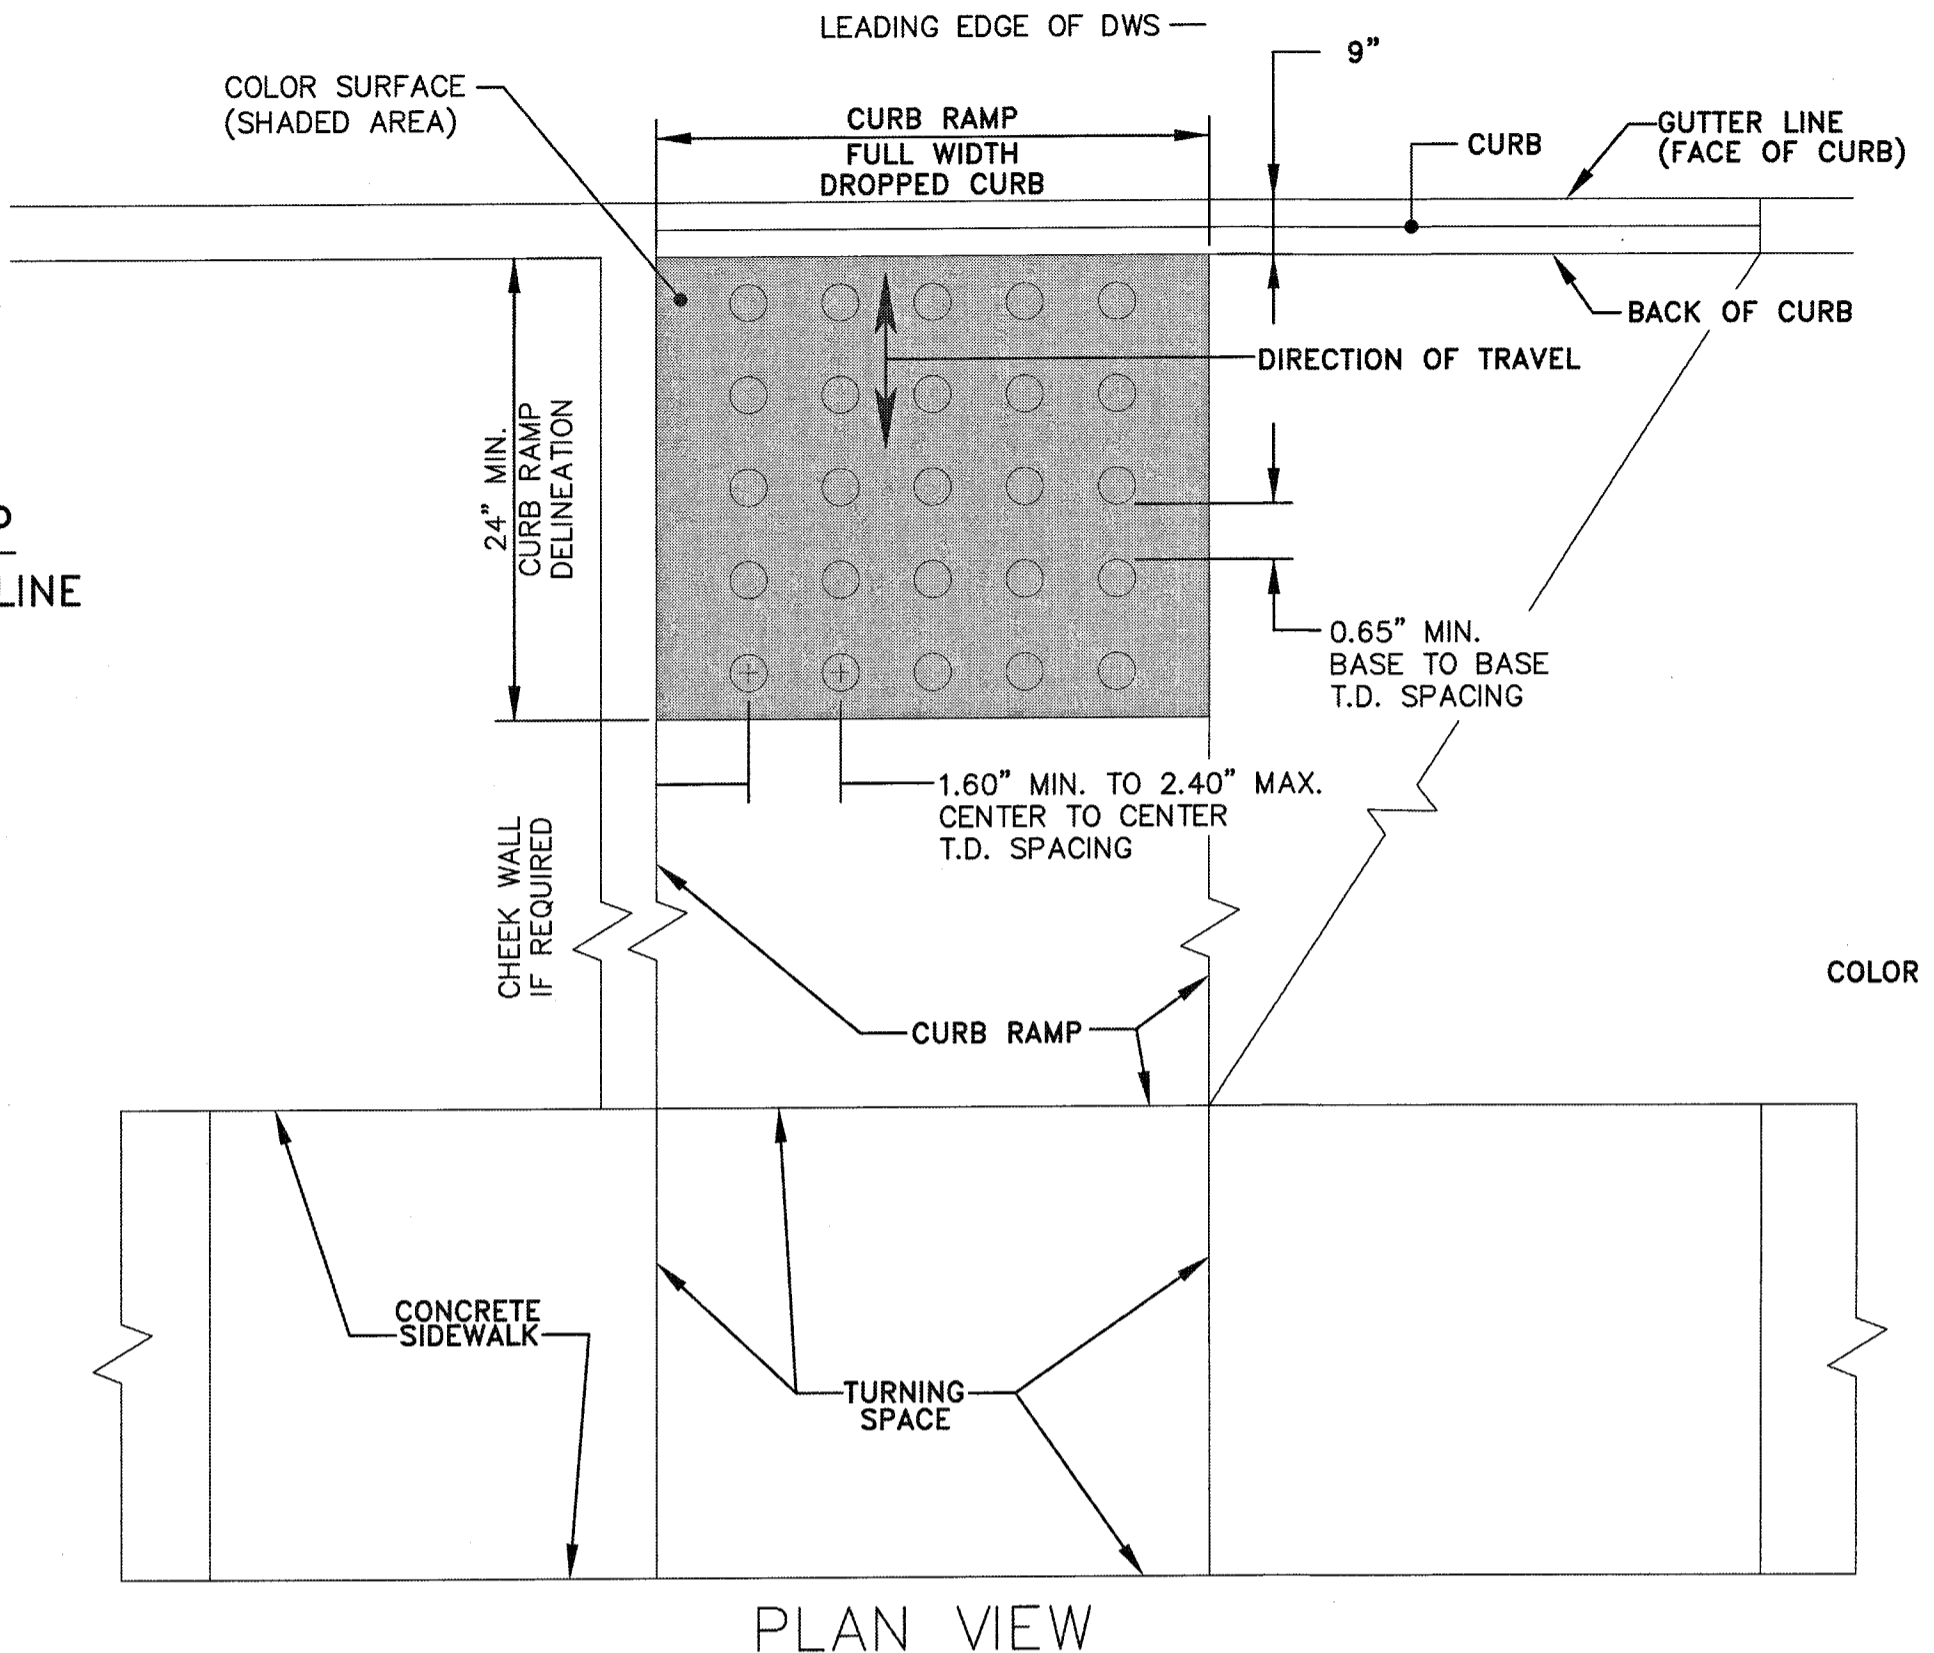 LEADING EDGE OF DWS
9"
COLOR SURFACE
(SHADED AREA)
CURB RAMP
FULL WIDTH
DROPPED CURB
CURB
GUTTER LINE
(FACE OF CURB)
BACK OF CURB
DIRECTION OF TRAVEL
24" MIN.
CURB RAMP
DELINEATION
LINE
0.65" MIN.
BASE TO BASE
T.D. SPACING
1.60" MIN. TO 2.40" MAX.
CENTER TO CENTER
T.D. SPACING
CHEEK WALL
IF REQUIRED
COLOR
CURB RAMP
CONCRETE
SIDEWALK
TURNING
SPACE
PLAN VIEW